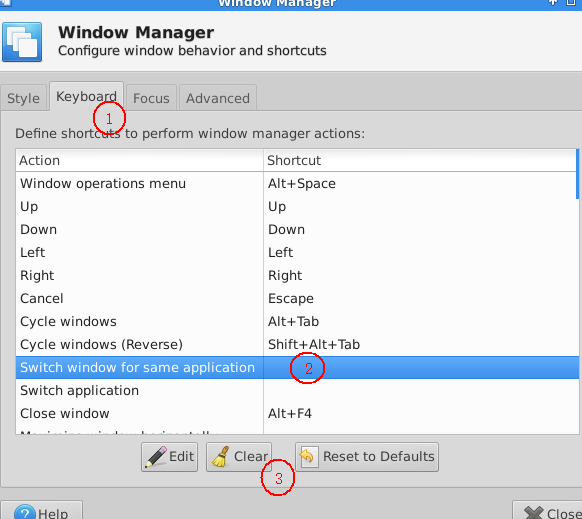 Window Manager
Window Manager
Configure window behavior and shortcuts
Style Keyboard Focus Advanced
1
Define shortcuts to perform window manager actions:
Action Shortcut
Window operations menu Alt+Space
Up Up
Down Down
Left Left
Right Right
Cancel Escape
Cycle windows Alt+Tab
Cycle windows (Reverse) Shift+Alt+Tab
Switch window for same application 2
Switch application
Close window Alt+F4
Maximize window horizontally
Edit Clear Reset to Defaults
3
Help Close